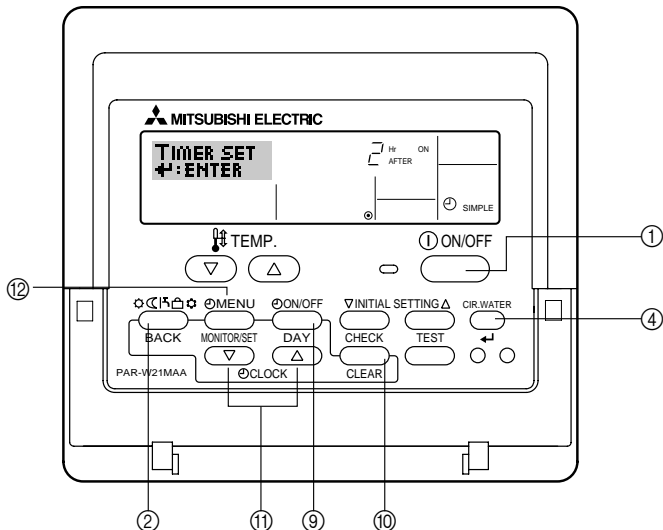 MITSUBISHI ELECTRIC
TIMER SET
↵:ENTER
2 Hr ON
AFTER
SIMPLE
TEMP.
ON/OFF
①
⑫
MENU
ON/OFF
▽INITIAL SETTING△
CIR.WATER
④
BACK
MONITOR/SET
DAY
CHECK
TEST
▽
△
PAR-W21MAA
CLOCK
CLEAR
②
⑪
⑨
⑩